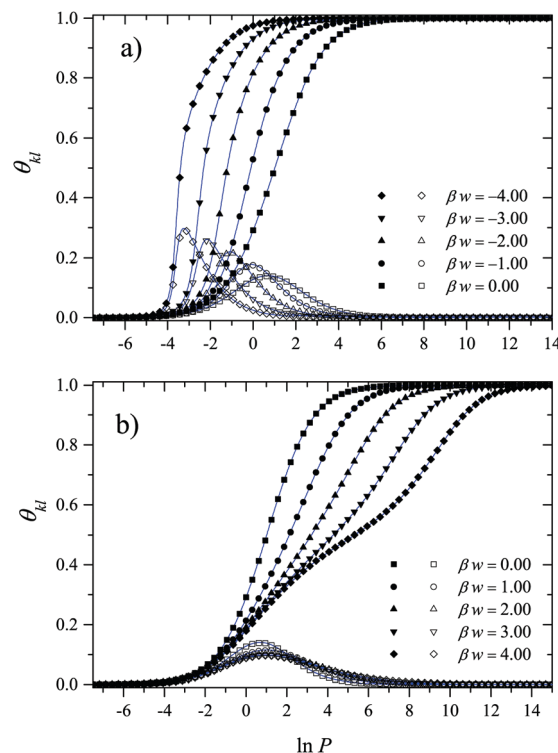 a)
1.0
0.8
0.6
0.4
0.2
0.0
θkl
βw = −4.00
βw = −3.00
βw = −2.00
βw = −1.00
βw = 0.00
-6 -4 -2 0 2 4 6 8 10 12 14
b)
1.0
0.8
0.6
0.4
0.2
0.0
θkl
βw = 0.00
βw = 1.00
βw = 2.00
βw = 3.00
βw = 4.00
-6 -4 -2 0 2 4 6 8 10 12 14
ln P